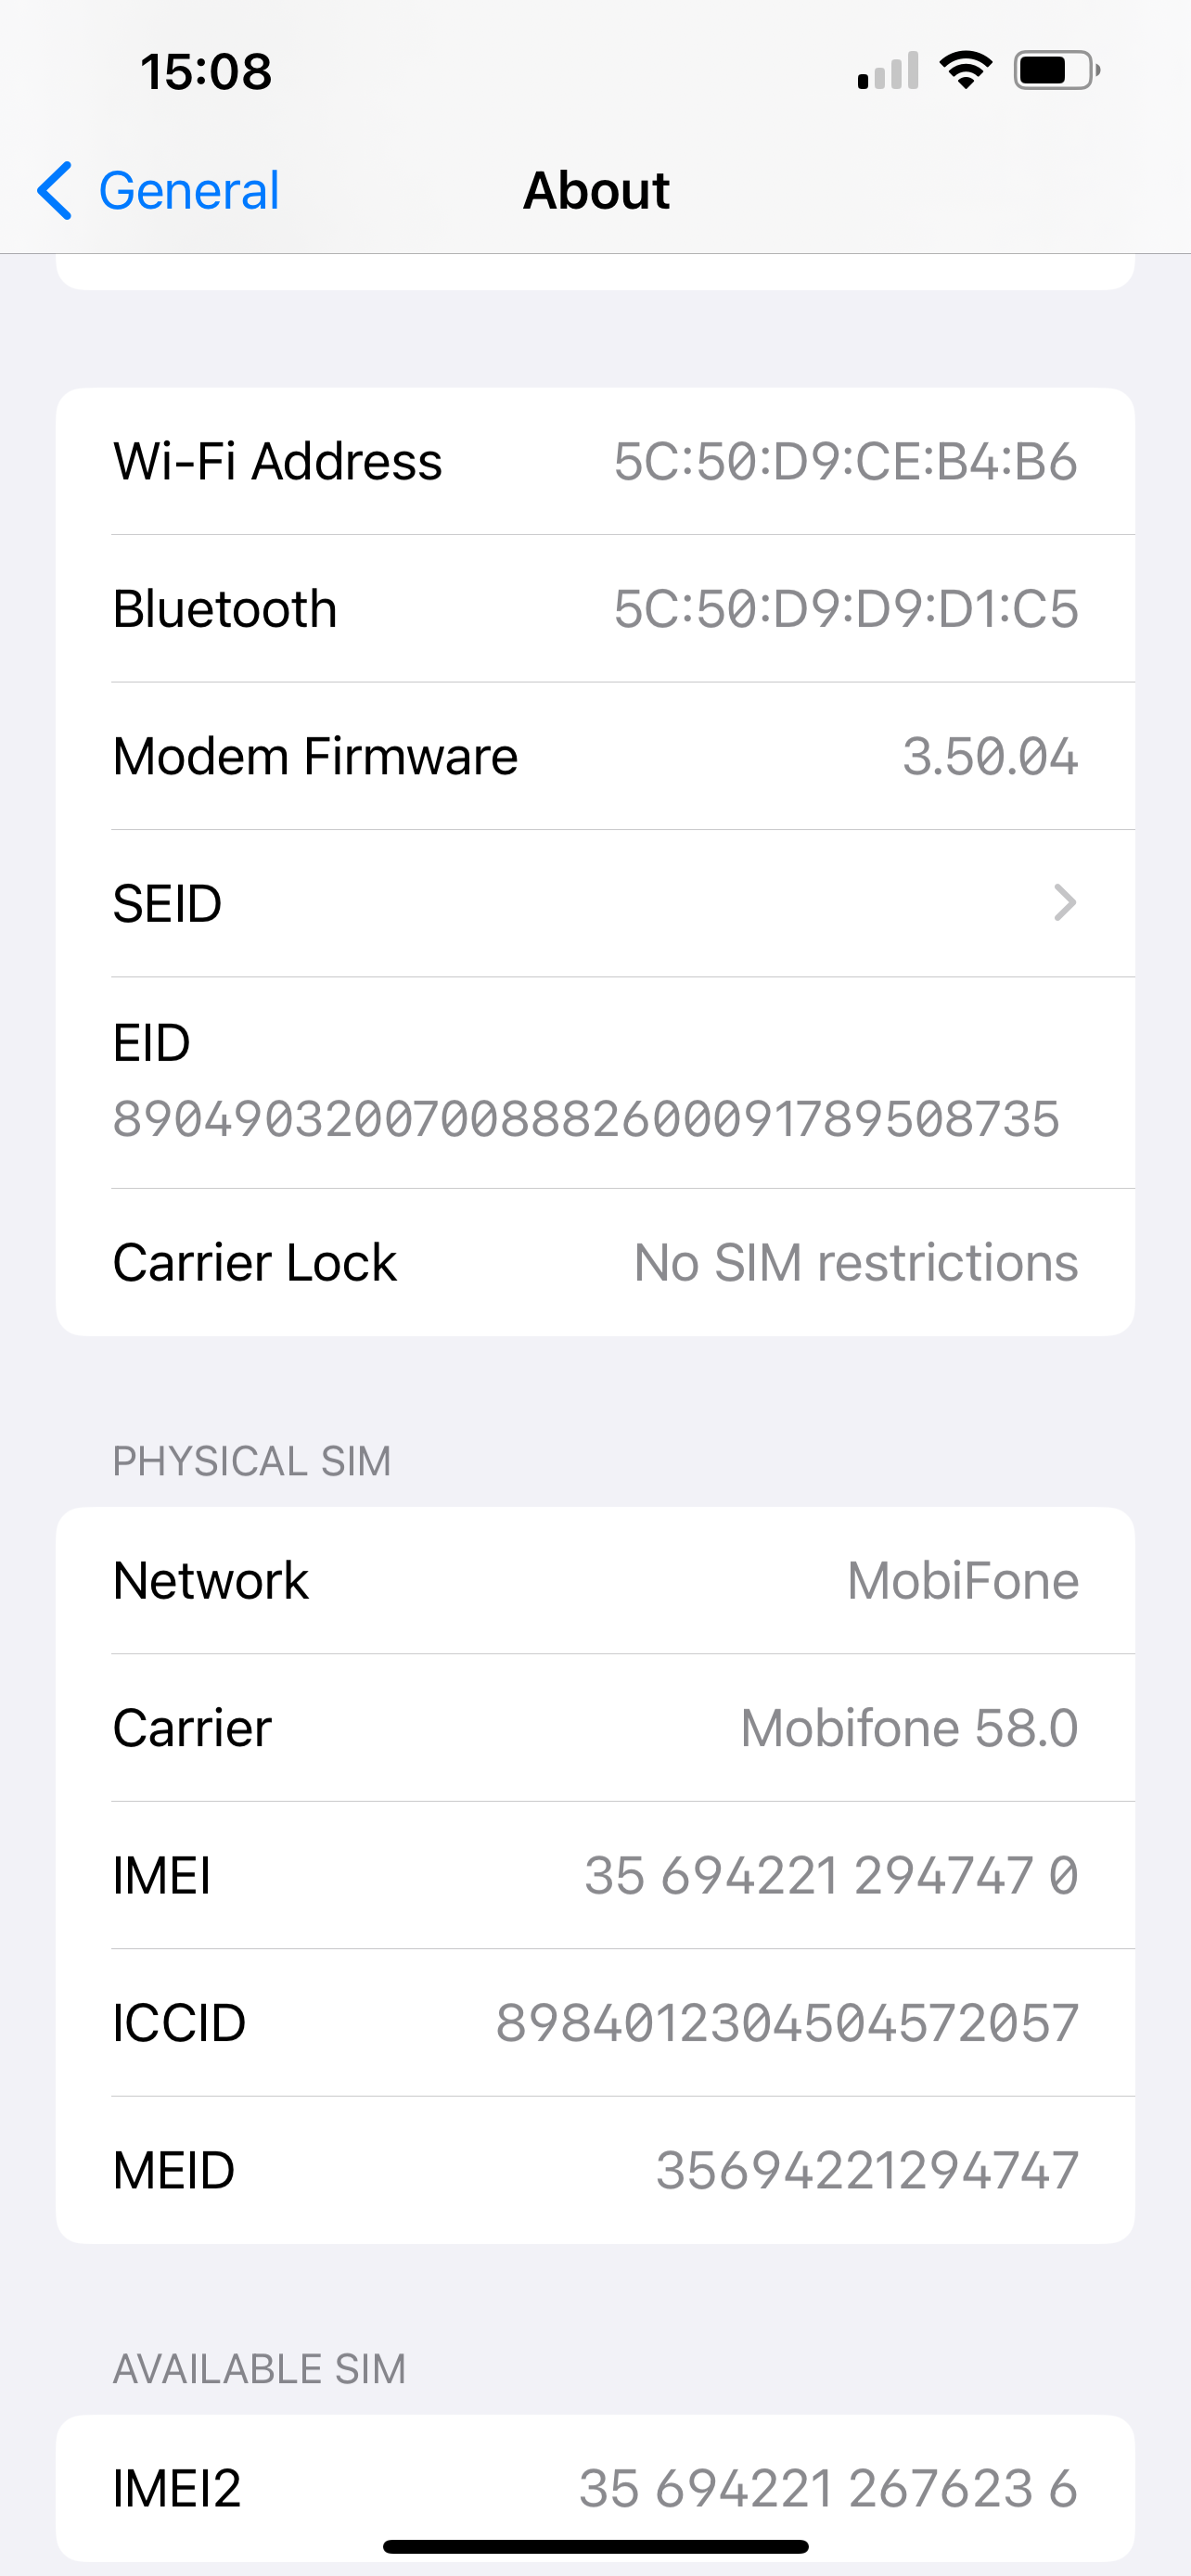 15:08
General
About
Wi-Fi Address 5C:50:D9:CE:B4:B6
Bluetooth 5C:50:D9:D9:D1:C5
Modem Firmware 3.50.04
SEID
EID
89049032007008882600091789508735
Carrier Lock No SIM restrictions
PHYSICAL SIM
Network MobiFone
Carrier Mobifone 58.0
IMEI 35 694221 294747 0
ICCID 8984012304504572057
MEID 35694221294747
AVAILABLE SIM
IMEI2 35 694221 267623 6